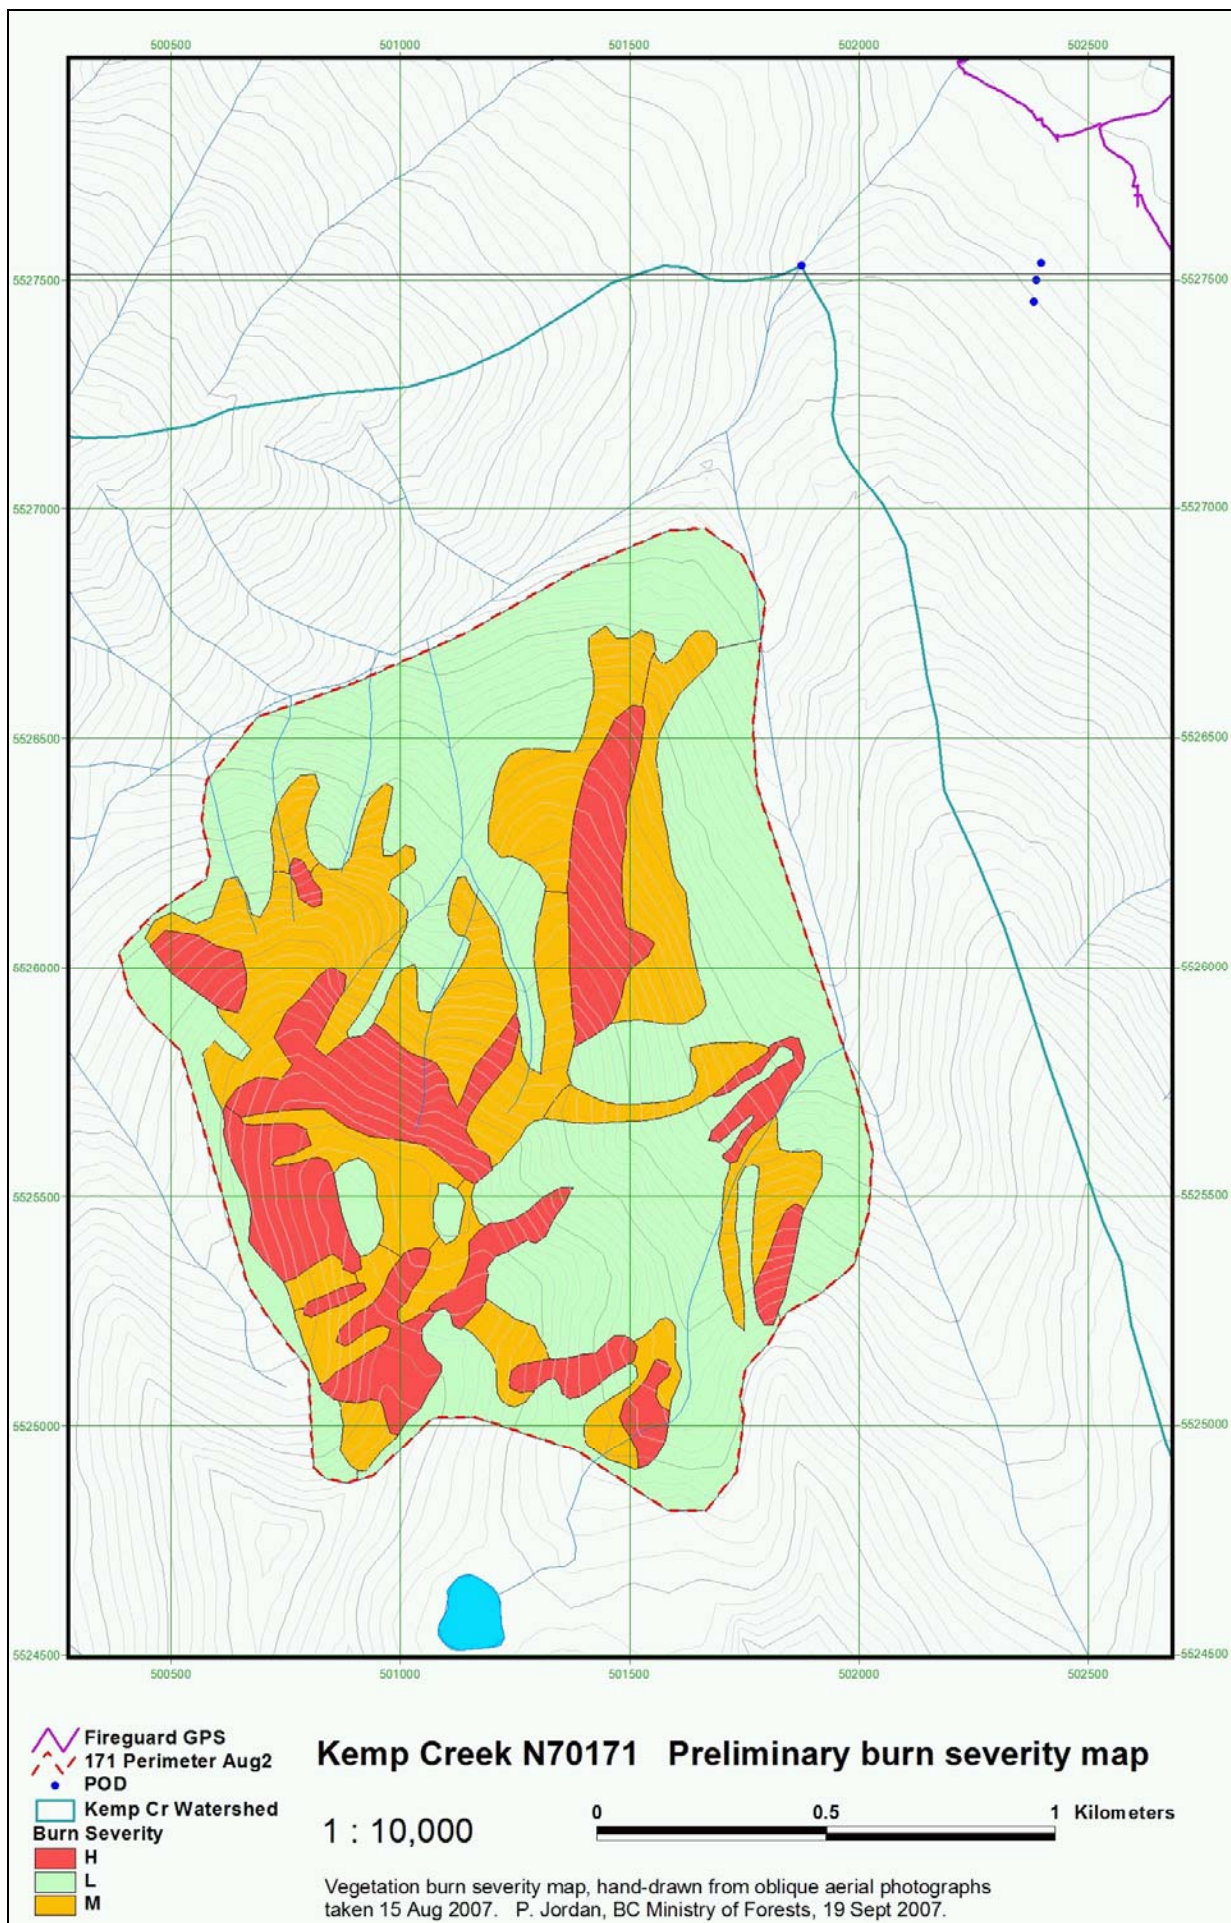 500500 501000 501500 502000 502500
5527500 5527500
5527000 5527000
5526500 5526500
5526000 5526000
5525500 5525500
5525000 5525000
5524500 5524500
500500 501000 501500 502000 502500
Fireguard GPS
171 Perimeter Aug2
POD
Kemp Cr Watershed
Burn Severity
H
L
M
Kemp Creek N70171 Preliminary burn severity map
1 : 10,000
0 0.5 1 Kilometers
Vegetation burn severity map, hand-drawn from oblique aerial photographs
taken 15 Aug 2007. P. Jordan, BC Ministry of Forests, 19 Sept 2007.